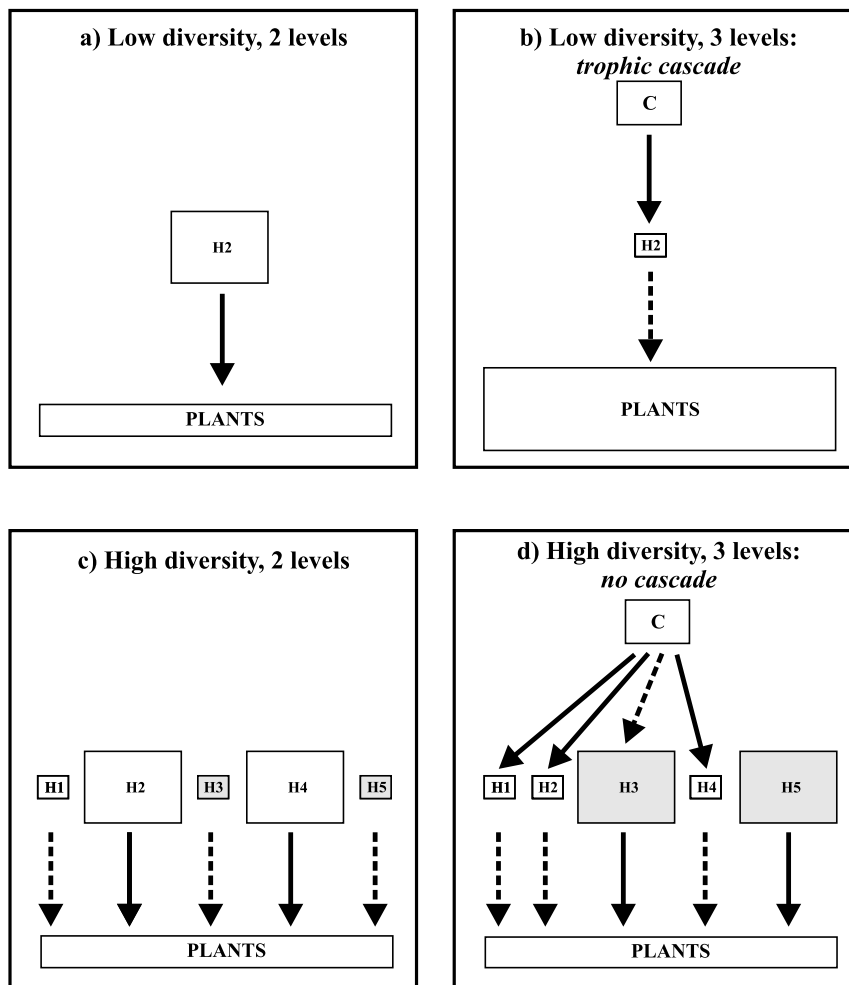 a) Low diversity, 2 levels
H2
PLANTS
b) Low diversity, 3 levels:
trophic cascade
C
H2
PLANTS
c) High diversity, 2 levels
H1 H2 H3 H4 H5
PLANTS
d) High diversity, 3 levels:
no cascade
C
H1 H2 H3 H4 H5
PLANTS